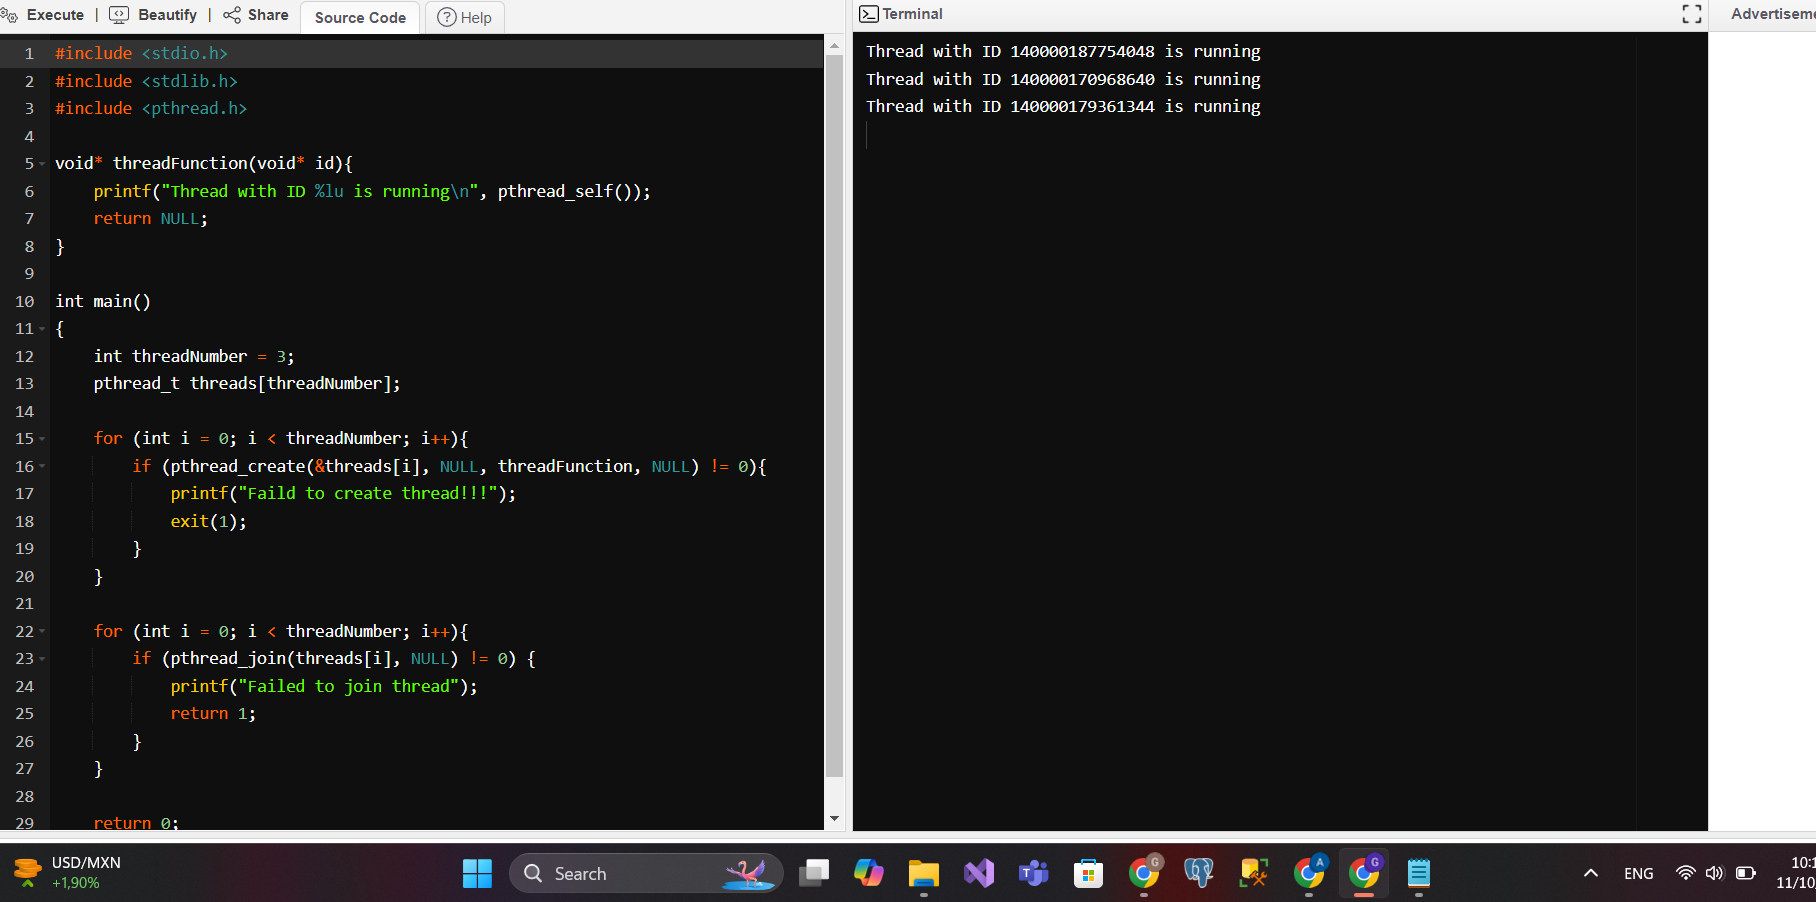 Execute | Beautify | Share Source Code Help
1 #include <stdio.h>
2 #include <stdlib.h>
3 #include <pthread.h>
4
5 void* threadFunction(void* id){
6 printf("Thread with ID %lu is running\n", pthread_self());
7 return NULL;
8 }
9
10 int main()
11 {
12 int threadNumber = 3;
13 pthread_t threads[threadNumber];
14
15 for (int i = 0; i < threadNumber; i++){
16 if (pthread_create(&threads[i], NULL, threadFunction, NULL) != 0){
17 printf("Faild to create thread!!!");
18 exit(1);
19 }
20 }
21
22 for (int i = 0; i < threadNumber; i++){
23 if (pthread_join(threads[i], NULL) != 0) {
24 printf("Failed to join thread");
25 return 1;
26 }
27 }
28
29 return 0;
Terminal
Thread with ID 140000187754048 is running
Thread with ID 140000170968640 is running
Thread with ID 140000179361344 is running
Advertisem
USD/MXN
+1,90%
Search
G
A
G
ENG
10:1
11/10